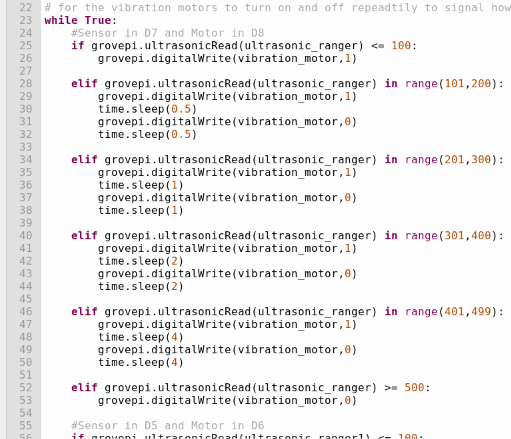 22 # for the vibration motors to turn on and off repeadtily to signal how
23 while True:
24 #Sensor in D7 and Motor in D8
25 if grovepi.ultrasonicRead(ultrasonic_ranger) <= 100:
26 grovepi.digitalWrite(vibration_motor,1)
27
28 elif grovepi.ultrasonicRead(ultrasonic_ranger) in range(101,200):
29 grovepi.digitalWrite(vibration_motor,1)
30 time.sleep(0.5)
31 grovepi.digitalWrite(vibration_motor,0)
32 time.sleep(0.5)
33
34 elif grovepi.ultrasonicRead(ultrasonic_ranger) in range(201,300):
35 grovepi.digitalWrite(vibration_motor,1)
36 time.sleep(1)
37 grovepi.digitalWrite(vibration_motor,0)
38 time.sleep(1)
39
40 elif grovepi.ultrasonicRead(ultrasonic_ranger) in range(301,400):
41 grovepi.digitalWrite(vibration_motor,1)
42 time.sleep(2)
43 grovepi.digitalWrite(vibration_motor,0)
44 time.sleep(2)
45
46 elif grovepi.ultrasonicRead(ultrasonic_ranger) in range(401,499):
47 grovepi.digitalWrite(vibration_motor,1)
48 time.sleep(4)
49 grovepi.digitalWrite(vibration_motor,0)
50 time.sleep(4)
51
52 elif grovepi.ultrasonicRead(ultrasonic_ranger) >= 500:
53 grovepi.digitalWrite(vibration_motor,0)
54
55 #Sensor in D5 and Motor in D6
56 if grovepi.ultrasonicRead(ultrasonic_ranger1) <= 100: